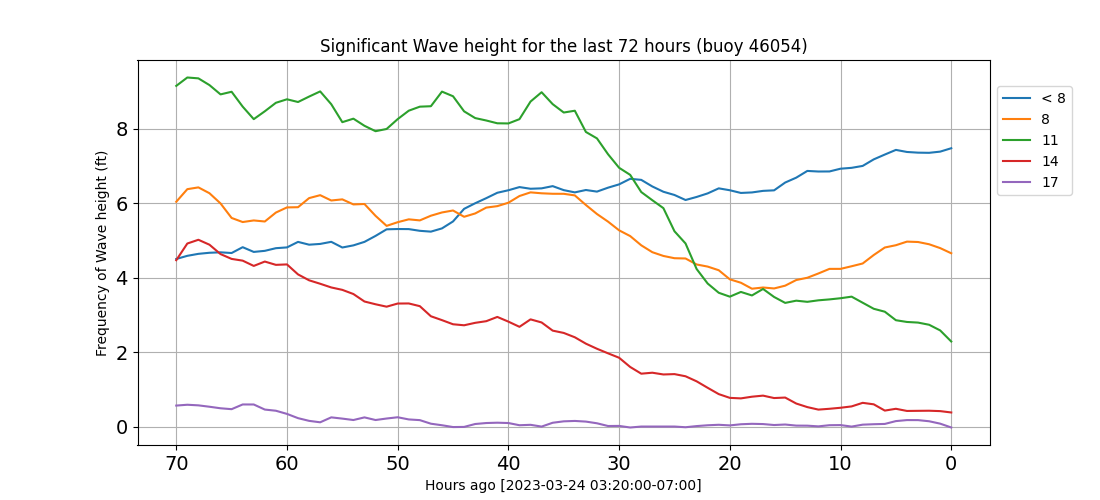 Significant Wave height for the last 72 hours (buoy 46054)
Frequency of Wave height (ft)
8
6
4
2
0
70 60 50 40 30 20 10 0
Hours ago [2023-03-24 03:20:00-07:00]
< 8
8
11
14
17